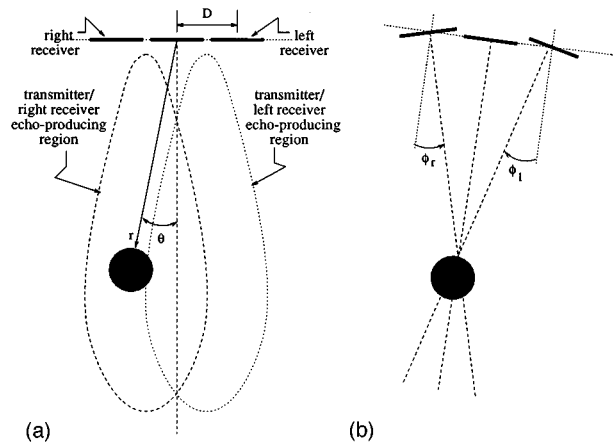 D
right
receiver
left
receiver
transmitter/
right receiver
echo-producing
region
transmitter/
left receiver
echo-producing
region
r
θ
(a)
ϕr
ϕl
(b)